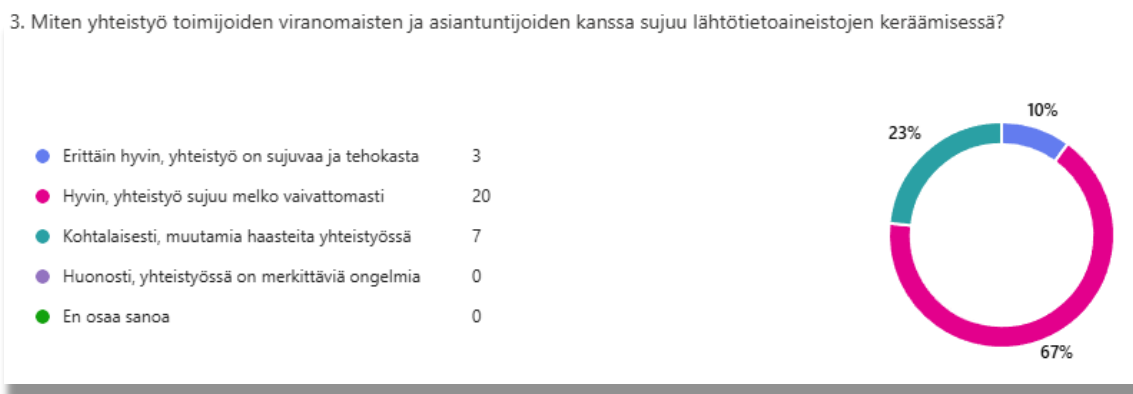 3. Miten yhteistyö toimijoiden viranomaisten ja asiantuntijoiden kanssa sujuu lähtötietoaineistojen keräämisessä?
Erittäin hyvin, yhteistyö on sujuvaa ja tehokasta 3
Hyvin, yhteistyö sujuu melko vaivattomasti 20
Kohtalaisesti, muutamia haasteita yhteistyössä 7
Huonosti, yhteistyössä on merkittäviä ongelmia 0
En osaa sanoa 0
10%
23%
67%